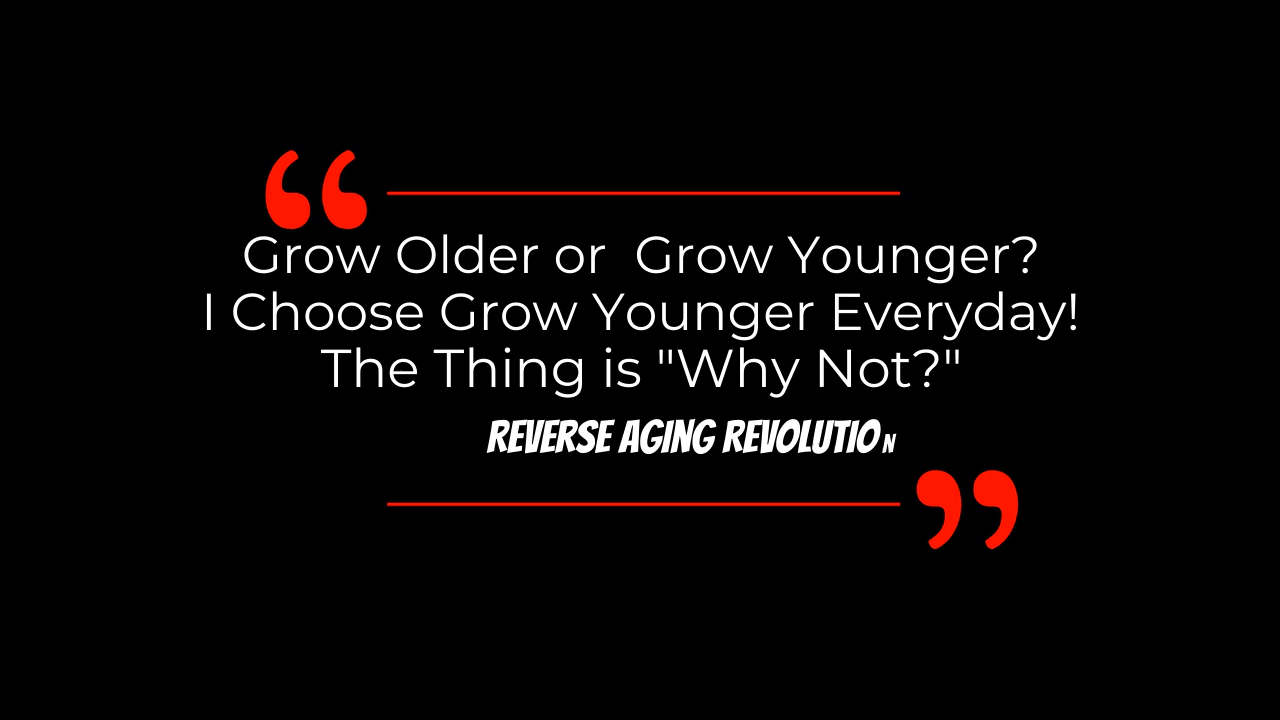 Grow Older or  Grow Younger?
I Choose Grow Younger Everyday!
The Thing is "Why Not?"
REVERSE AGING REVOLUTION